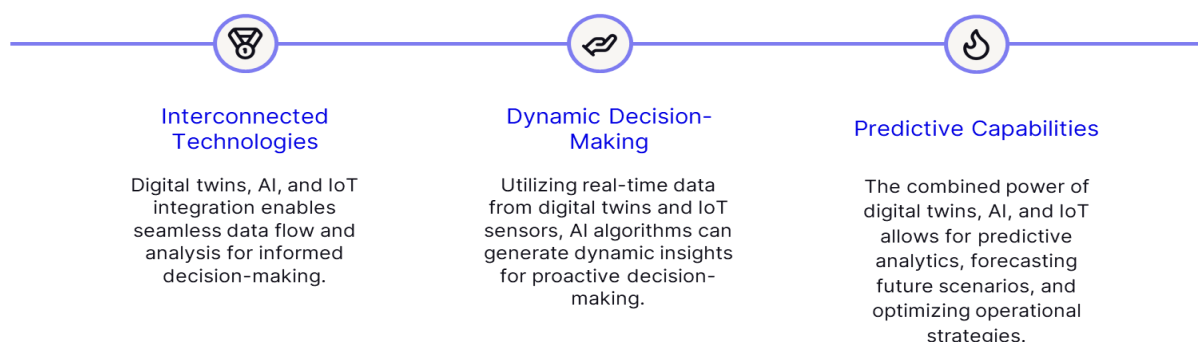 Interconnected
Technologies
Digital twins, AI, and IoT
integration enables
seamless data flow and
analysis for informed
decision-making.
Dynamic Decision-
Making
Utilizing real-time data
from digital twins and IoT
sensors, AI algorithms can
generate dynamic insights
for proactive decision-
making.
Predictive Capabilities
The combined power of
digital twins, AI, and IoT
allows for predictive
analytics, forecasting
future scenarios, and
optimizing operational
strategies.